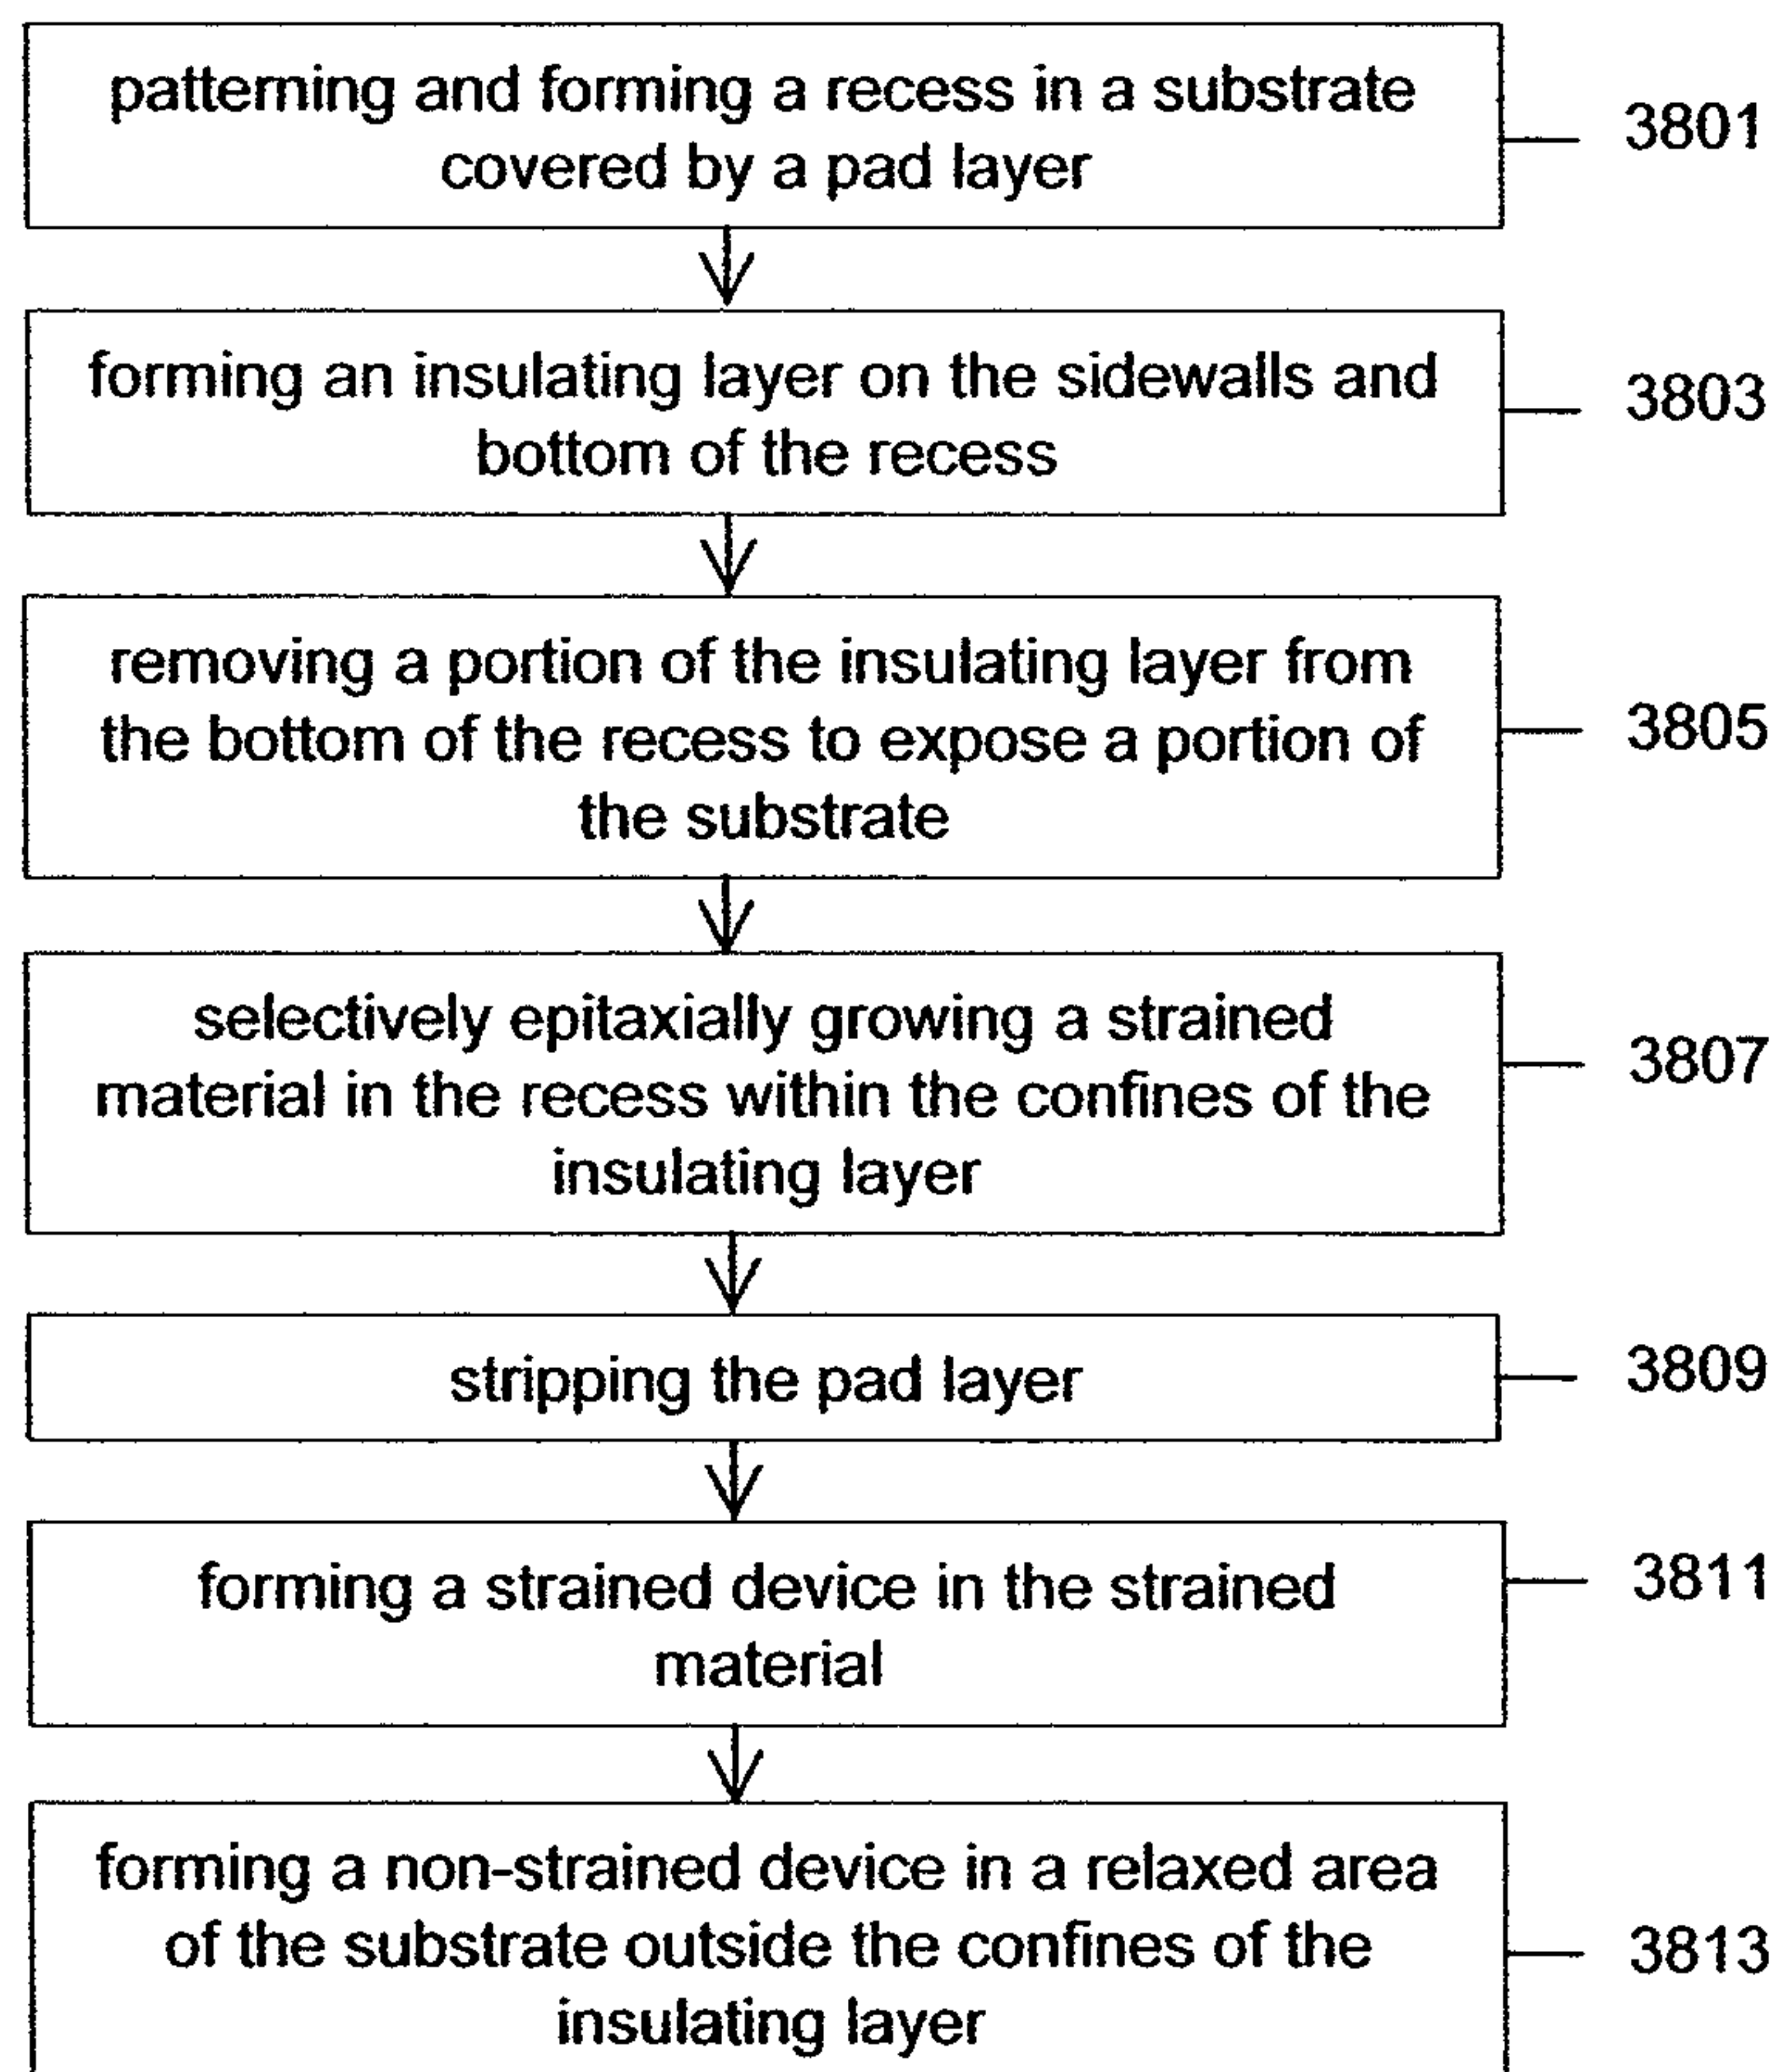 patterning and forming a recess in a substrate
covered by a pad layer
3801
forming an insulating layer on the sidewalls and
bottom of the recess
3803
removing a portion of the insulating layer from
the bottom of the recess to expose a portion of
the substrate
3805
selectively epitaxially growing a strained
material in the recess within the confines of the
insulating layer
3807
stripping the pad layer
3809
forming a strained device in the strained
material
3811
forming a non-strained device in a relaxed area
of the substrate outside the confines of the
insulating layer
3813